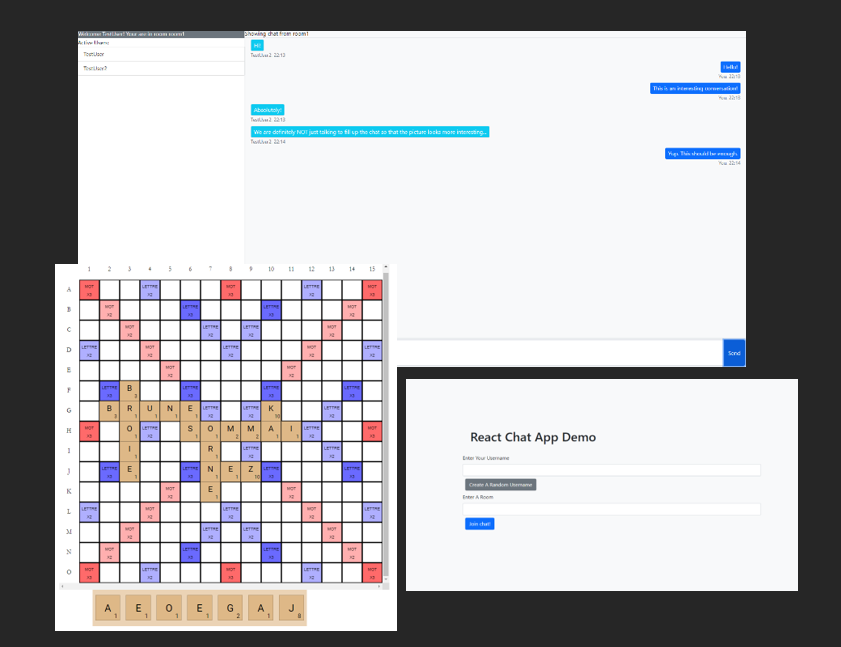 Welcome TestUser! Your are in room room1
Active Users:
TestUser
TestUser2
Showing chat from room1
Hi!
TestUser2 22:13
Hello!
You 22:13
This is an interesting conversation!
You 22:13
Absolutely!
TestUser2 22:13
We are definitely NOT just talking to fill up the chat as that the picture looks more interesting...
TestUser2 22:14
Yup. This should be enough.
You 22:14
Send
1 2 3 4 5 6 7 8 9 10 11 12 13 14 15
A MOT LETTRE MOT LETTRE MOT
X3 X2 X3 X2 X3
B MOT LETTRE LETTRE MOT
X2 X3 X3 X2
C MOT LETTRE LETTRE MOT
X2 X2 X2 X2
D LETTRE MOT LETTRE MOT LETTRE
X2 X2 X2 X2 X2
E MOT MOT
X2 X2
F LETTRE B LETTRE LETTRE LETTRE
X3 3 X3 X3 X3
G B R U N E LETTRE LETTRE K LETTRE
3 1 1 1 1 X2 X2 10 X2
H MOT O LETTRE S O M M A I LETTRE MOT
X3 1 X2 1 1 2 2 1 1 X2 X3
I I R LETTRE LETTRE
1 1 X2 X2
J LETTRE E LETTRE N E Z LETTRE
X3 1 X3 1 1 10 X3
K MOT E MOT
X2 1 X2
L LETTRE MOT LETTRE MOT LETTRE
X2 X2 X2 X2 X2
M MOT LETTRE LETTRE MOT
X2 X2 X2 X2
N MOT LETTRE LETTRE MOT
X2 X3 X3 X2
O MOT LETTRE MOT LETTRE MOT
X3 X2 X3 X2 X3
A E O E G A J
1 1 1 1 2 1 8
React Chat App Demo
Enter Your Username
Create A Random Username
Enter A Room
Join chat!